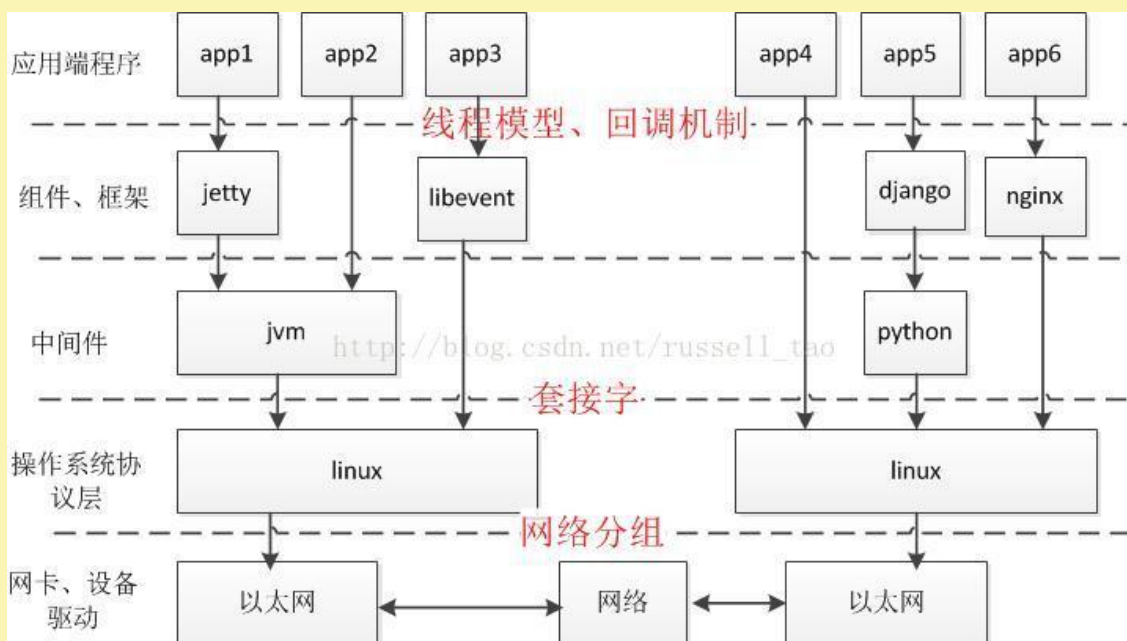 应用端程序
app1
app2
app3
app4
app5
app6
线程模型、回调机制
组件、框架
jetty
libevent
django
nginx
中间件
jvm
http://blog.csdn.net/russell_tao
python
套接字
操作系统协
议层
linux
linux
网络分组
网卡、设备
驱动
以太网
网络
以太网